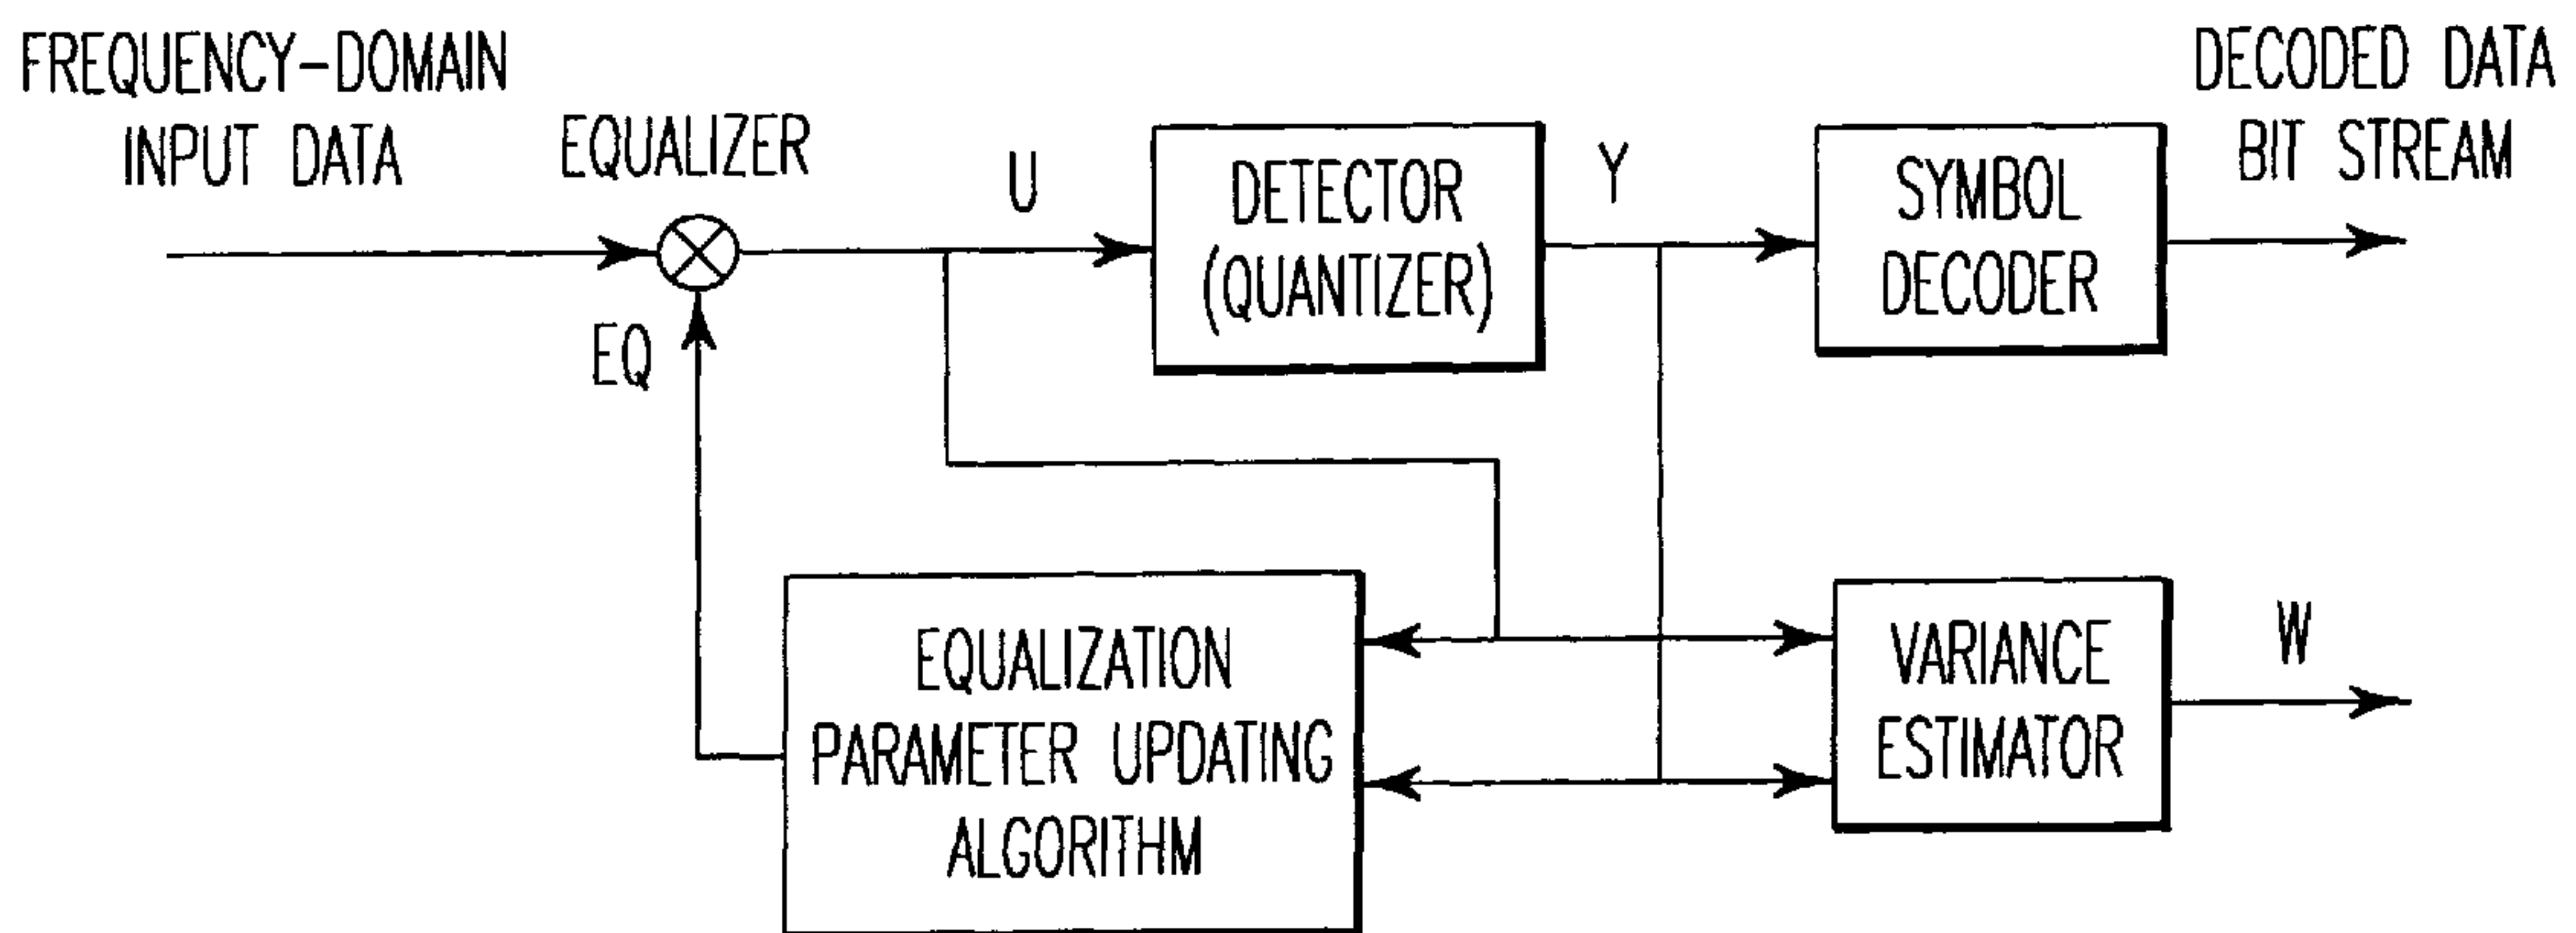 FREQUENCY-DOMAIN
INPUT DATA
EQUALIZER
U
DETECTOR
(QUANTIZER)
Y
SYMBOL
DECODER
DECODED DATA
BIT STREAM
EQ
EQUALIZATION
PARAMETER UPDATING
ALGORITHM
VARIANCE
ESTIMATOR
W